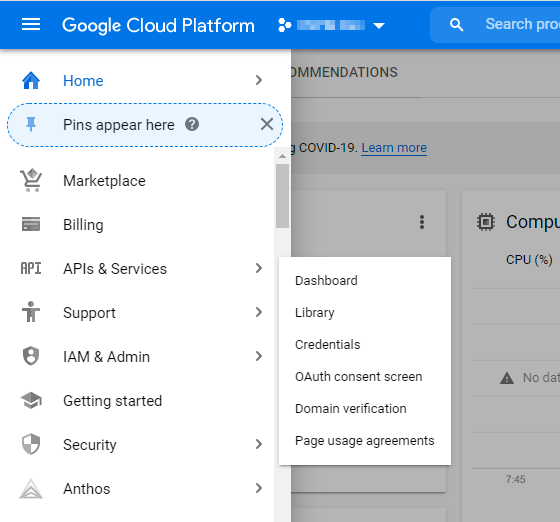 Google Cloud Platform
Search pro
Home
OMMENDATIONS
Pins appear here
g COVID-19. Learn more
Marketplace
Billing
Compu
CPU (%)
API APIs & Services
Dashboard
Library
Support
Credentials
IAM & Admin
OAuth consent screen
No dat
Getting started
Domain verification
Security
Page usage agreements
7:45
Anthos